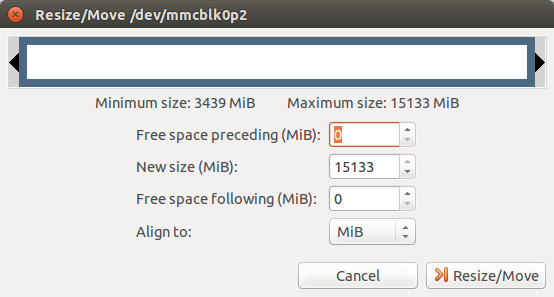 Resize/Move /dev/mmcblk0p2
Minimum size: 3439 MiB Maximum size: 15133 MiB
Free space preceding (MiB): 0
New size (MiB): 15133
Free space following (MiB): 0
Align to: MiB
Cancel Resize/Move